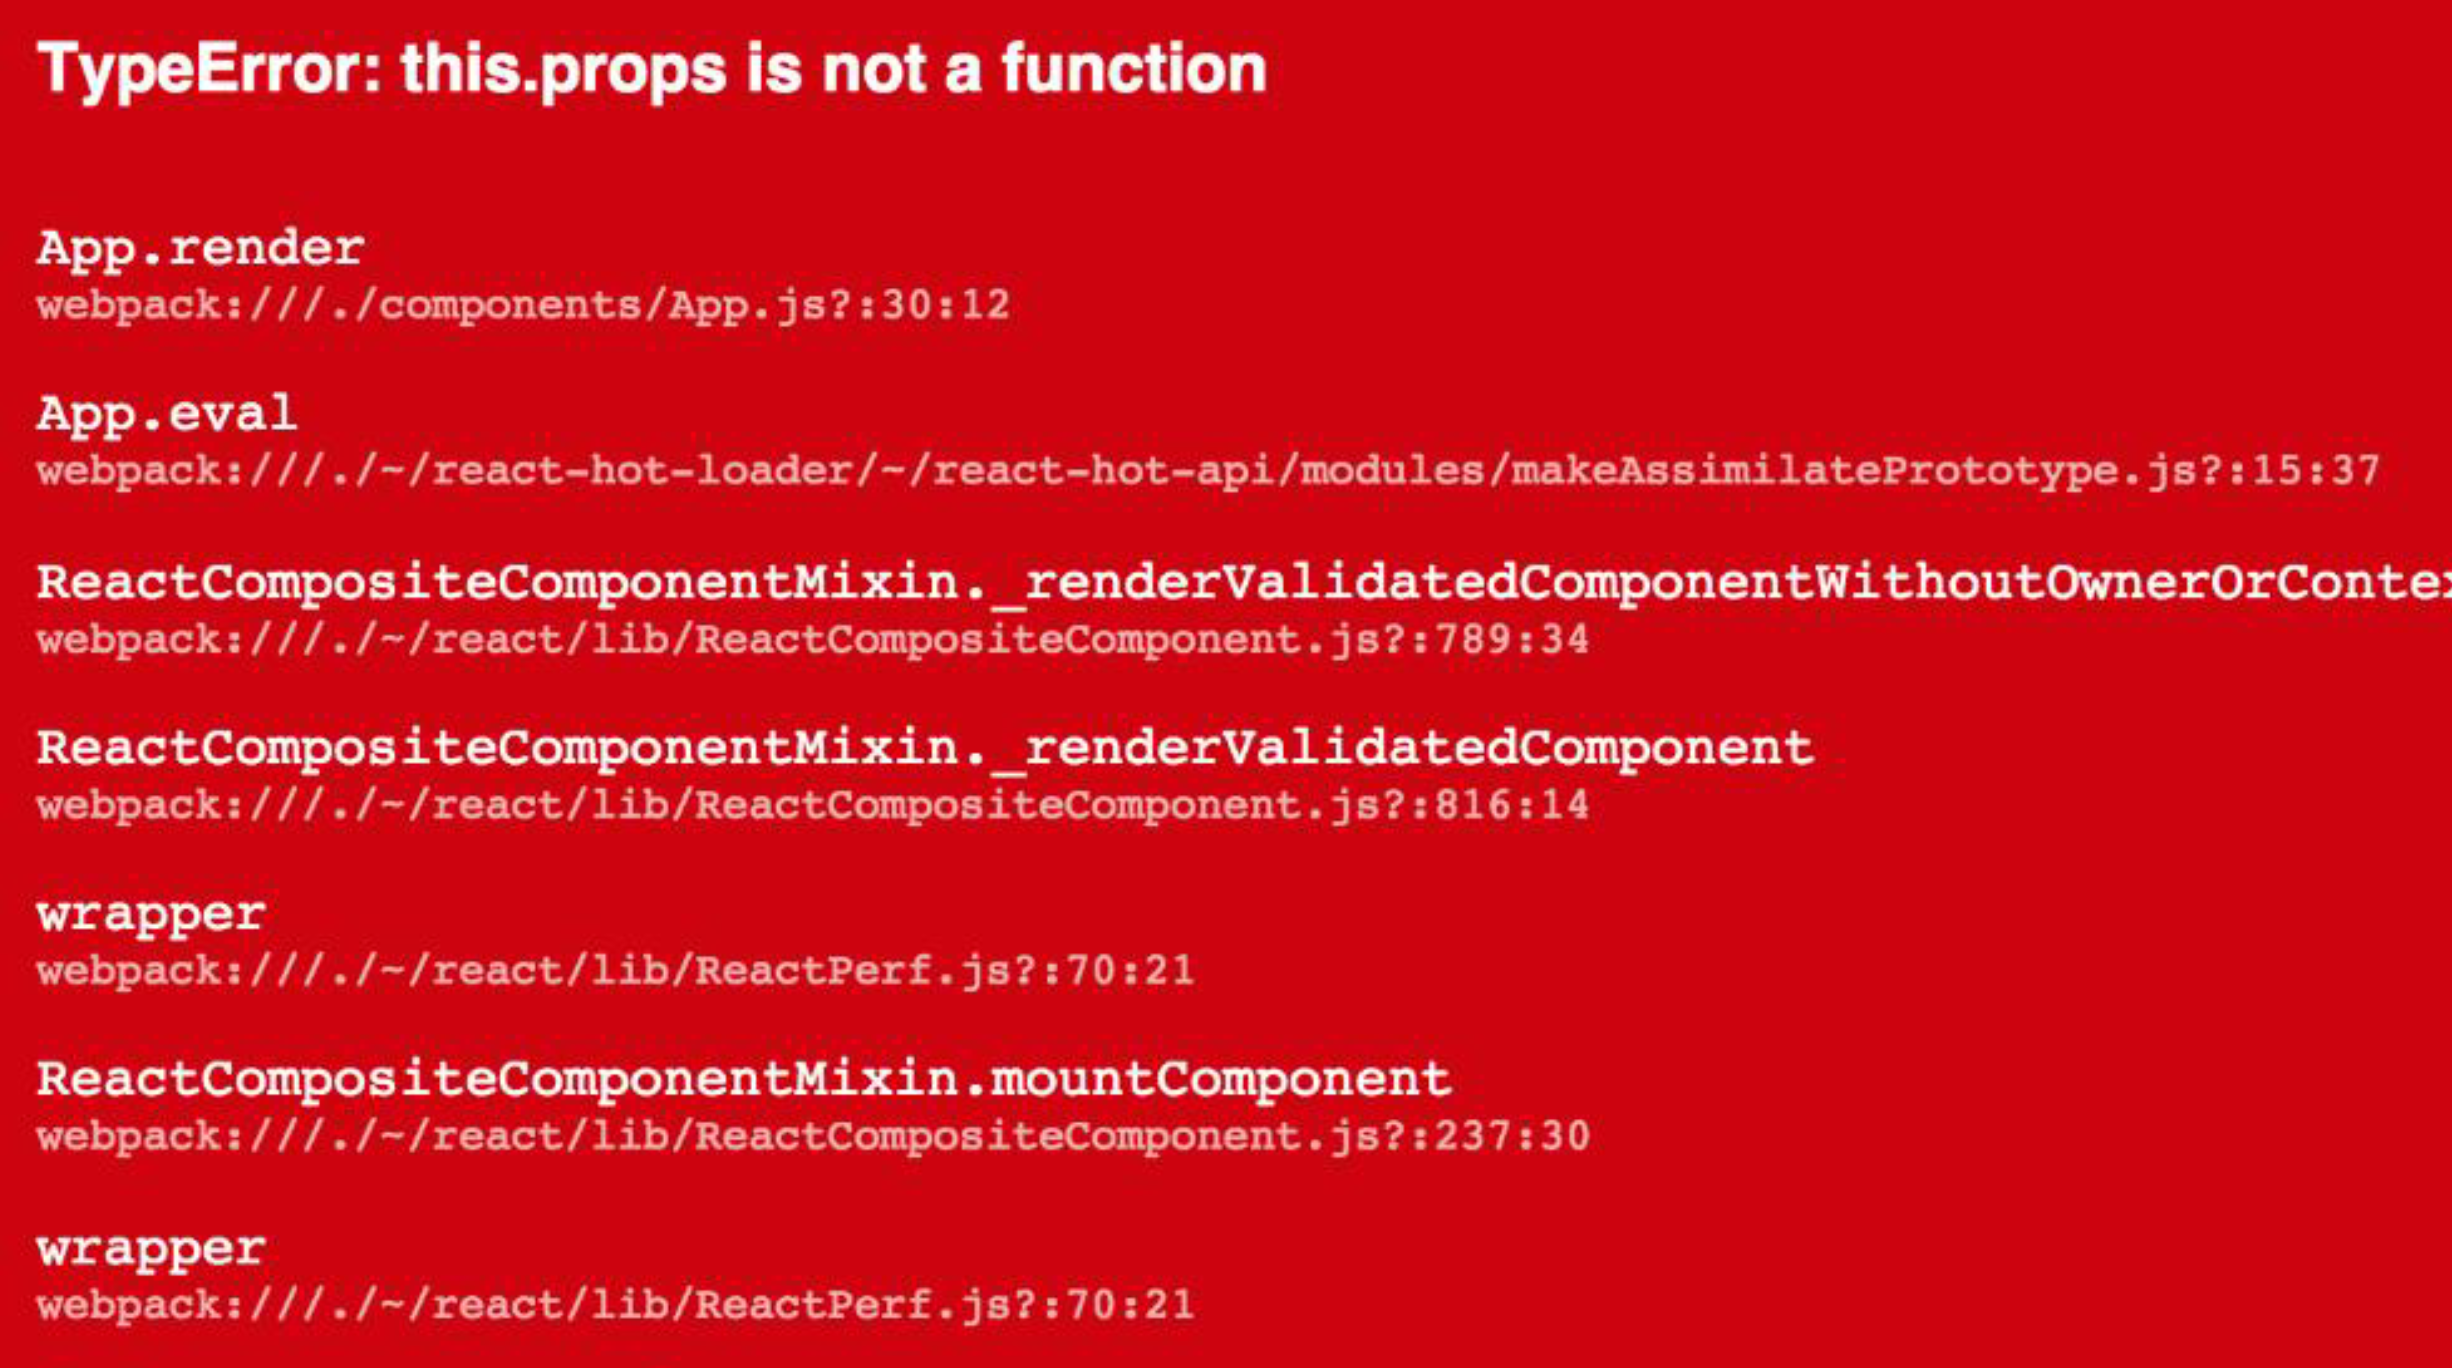 TypeError: this.props is not a function
App.render
webpack:///./components/App.js?:30:12
App.eval
webpack:///./~/react-hot-loader/~/react-hot-api/modules/makeAssimilatePrototype.js?:15:37
ReactCompositeComponentMixin._renderValidatedComponentWithoutOwnerOrContex
webpack:///./~/react/lib/ReactCompositeComponent.js?:789:34
ReactCompositeComponentMixin._renderValidatedComponent
webpack:///./~/react/lib/ReactCompositeComponent.js?:816:14
wrapper
webpack:///./~/react/lib/ReactPerf.js?:70:21
ReactCompositeComponentMixin.mountComponent
webpack:///./~/react/lib/ReactCompositeComponent.js?:237:30
wrapper
webpack:///./~/react/lib/ReactPerf.js?:70:21